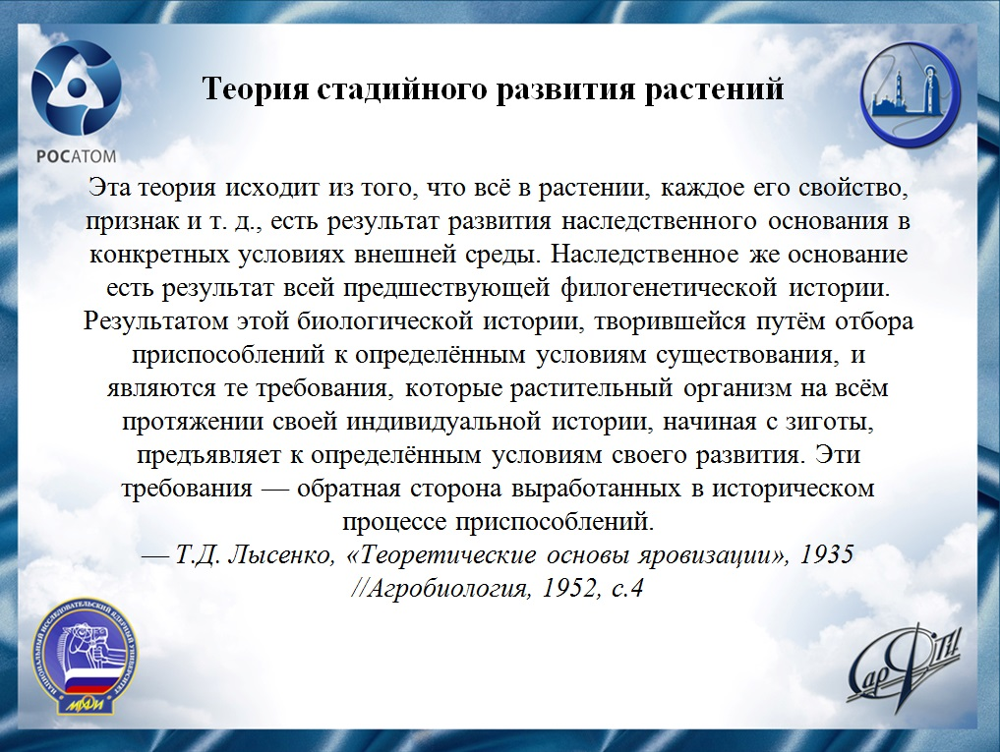 Теория стадийного развития растений
РОСАТОМ
Эта теория исходит из того, что всё в растении, каждое его свойство,
признак и т. д., есть результат развития наследственного основания в
конкретных условиях внешней среды. Наследственное же основание
есть результат всей предшествующей филогенетической истории.
Результатом этой биологической истории, творившейся путём отбора
приспособлений к определённым условиям существования, и
являются те требования, которые растительный организм на всём
протяжении своей индивидуальной истории, начиная с зиготы,
предъявляет к определённым условиям своего развития. Эти
требования — обратная сторона выработанных в историческом
процессе приспособлений.
— Т.Д. Лысенко, «Теоретические основы яровизации», 1935
//Агробиология, 1952, с.4
НАЦИОНАЛЬНЫЙ ИССЛЕДОВАТЕЛЬСКИЙ ЯДЕРНЫЙ УНИВЕРСИТЕТ
МИФИ
СарФТИ